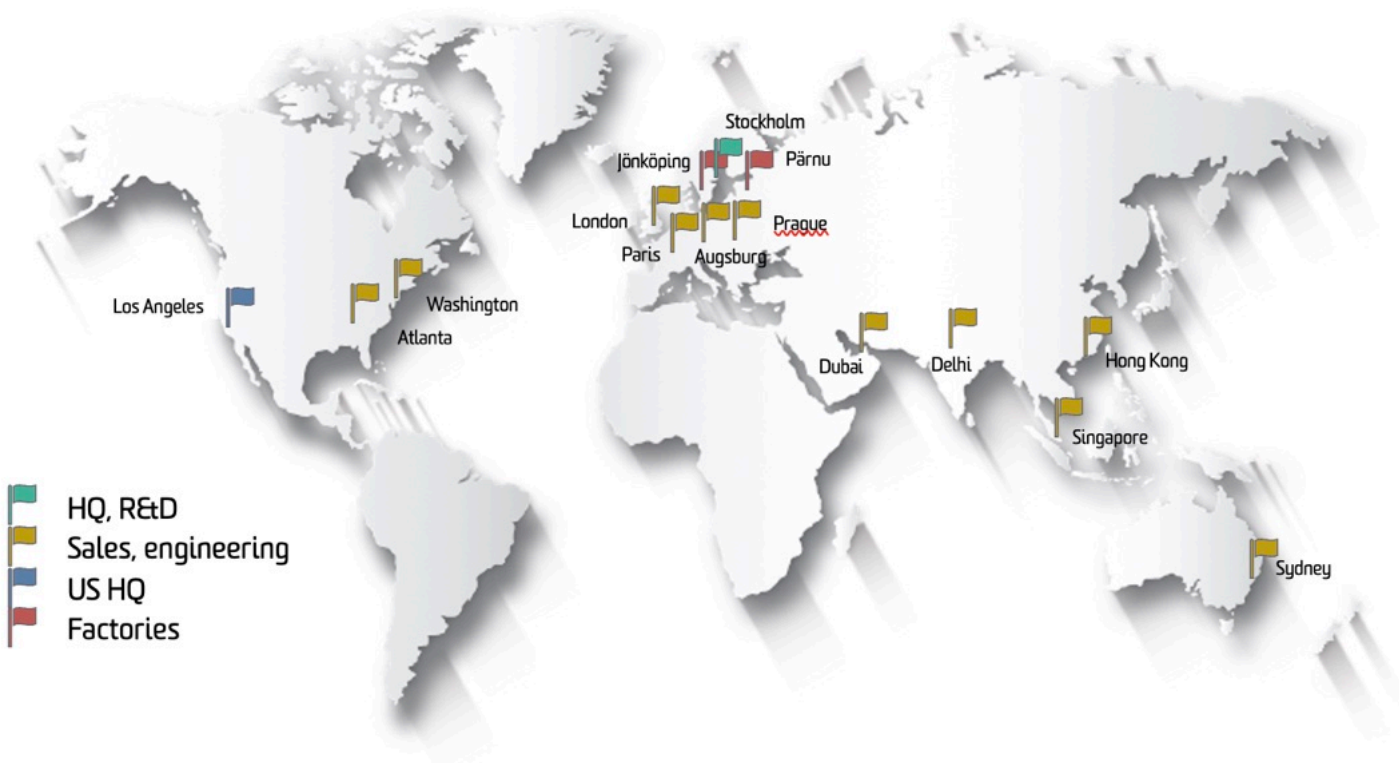 Stockholm
Jönköping
Pärnu
London
Prague
Paris
Augsburg
Los Angeles
Washington
Atlanta
Dubai
Delhi
Hong Kong
Singapore
HQ, R&D
Sales, engineering
US HQ
Factories
Sydney